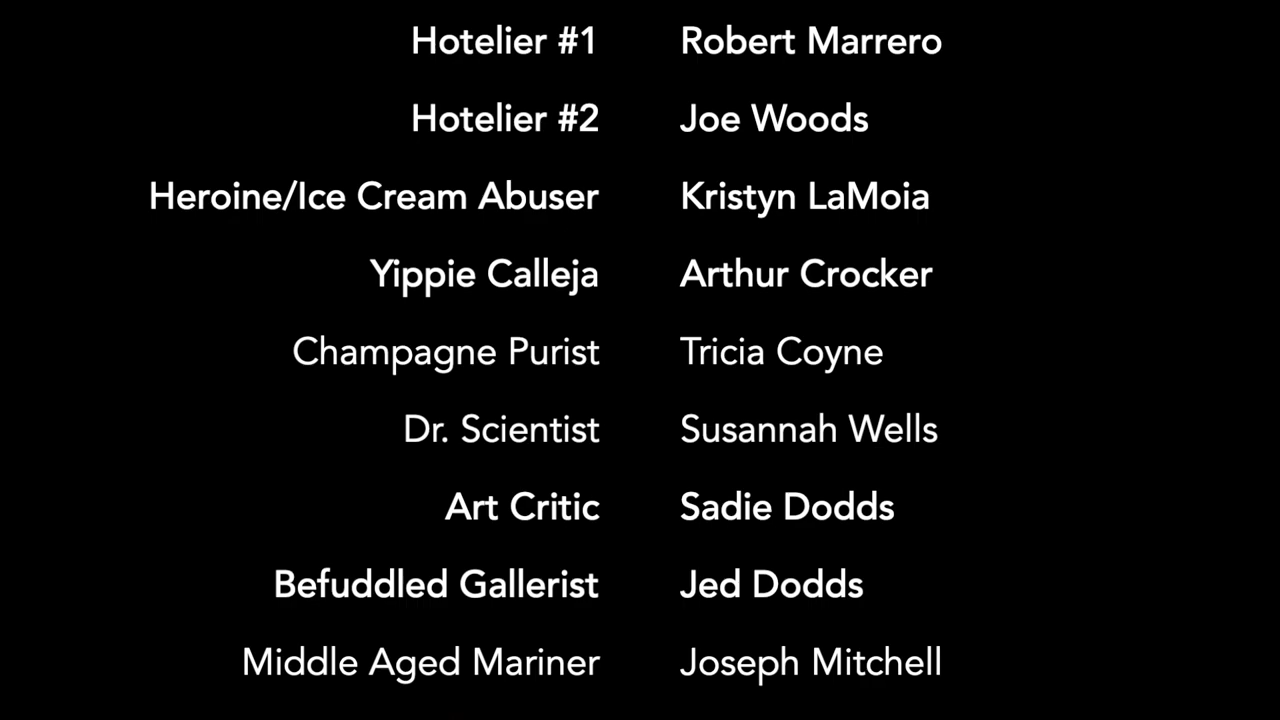 Hotelier #1 Robert Marrero
Hotelier #2 Joe Woods
Heroine/Ice Cream Abuser Kristyn LaMoia
Yippie Calleja Arthur Crocker
Champagne Purist Tricia Coyne
Dr. Scientist Susannah Wells
Art Critic Sadie Dodds
Befuddled Gallerist Jed Dodds
Middle Aged Mariner Joseph Mitchell